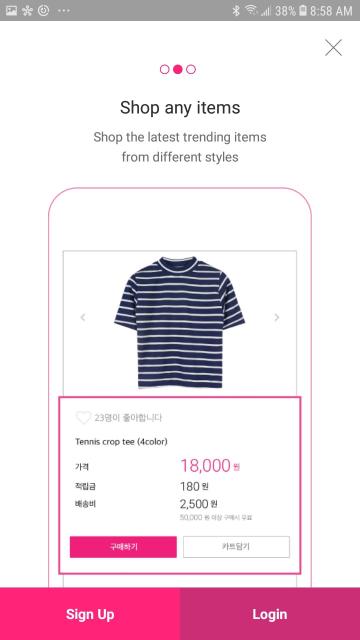 38% 8:58 AM
Shop any items
Shop the latest trending items
from different styles
23명이 좋아합니다
Tennis crop tee (4color)
가격 18,000 원
적립금 180 원
배송비 2,500 원
50,000 원 이상 구매시 무료
구매하기 카트담기
Sign Up Login